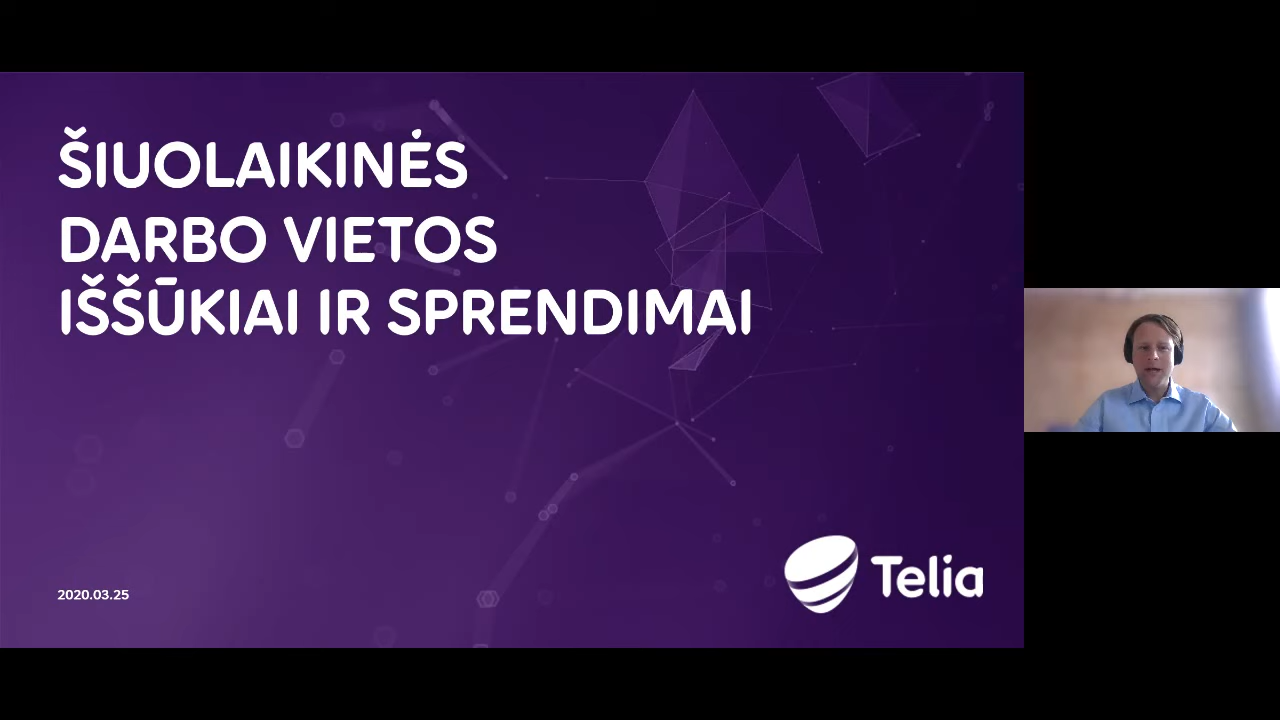 ŠIUOLAIKINĖS
DARBO VIETOS
IŠŠŪKIAI IR SPRENDIMAI
2020.03.25
Telia